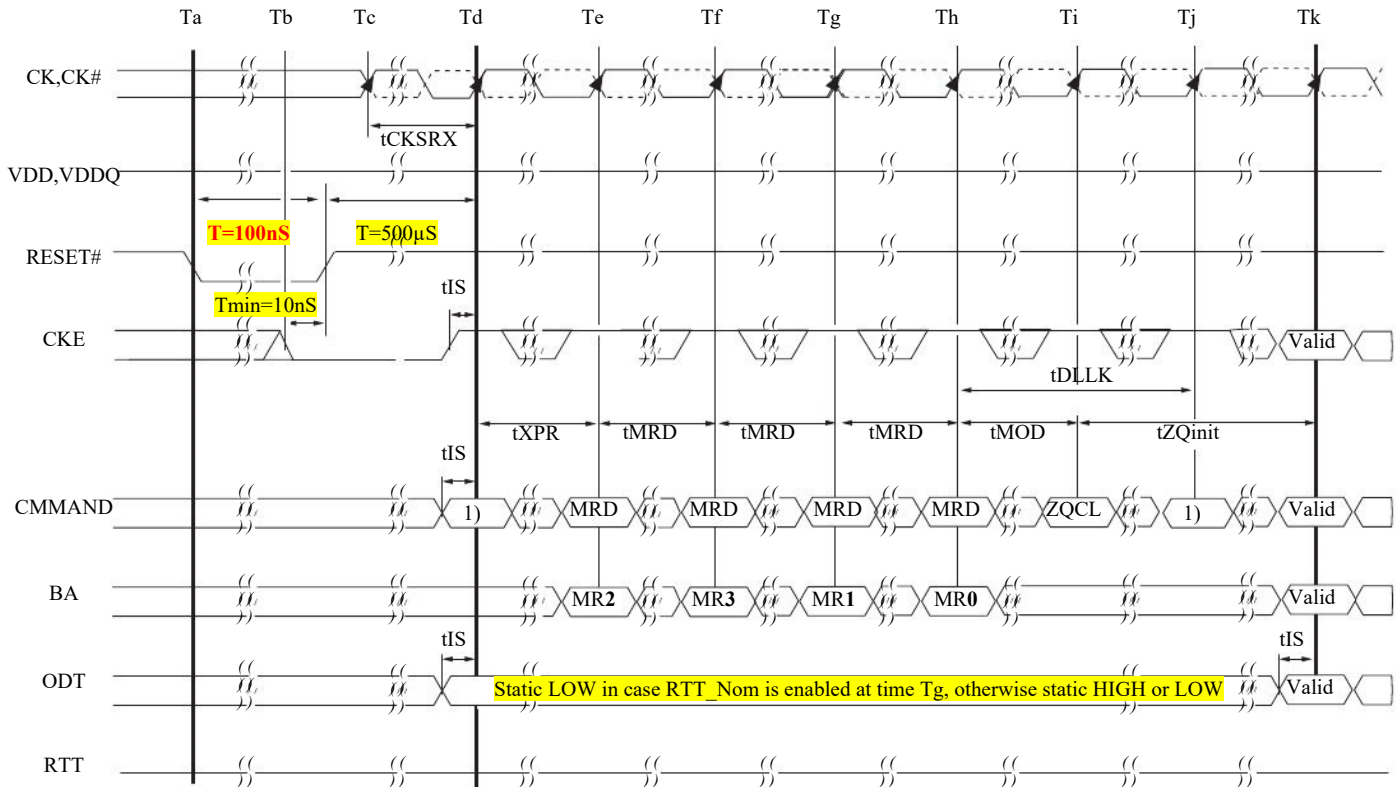 Ta Tb Tc Td Te Tf Tg Th Ti Tj Tk
CK,CK#
tCKSRX
VDD,VDDQ
T=100nS T=500µS
RESET#
Tmin=10nS tIS
CKE Valid
tDLLK
tXPR tMRD tMRD tMRD tMOD tZQinit
tIS
CMMAND 1) MRD MRD MRD MRD ZQCL 1) Valid
BA MR2 MR3 MR1 MR0 Valid
tIS tIS
ODT Static LOW in case RTT_Nom is enabled at time Tg, otherwise static HIGH or LOW Valid
RTT